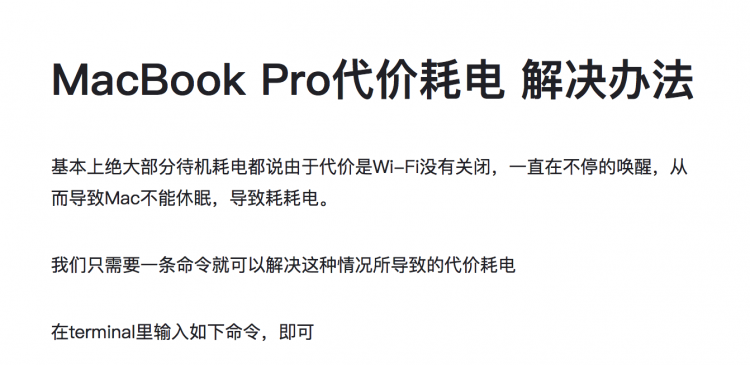 MacBook Pro代价耗电 解决办法
基本上绝大部分待机耗电都说由于代价是Wi-Fi没有关闭，一直在不停的唤醒，从
而导致Mac不能休眠，导致耗耗电。
我们只需要一条命令就可以解决这种情况所导致的代价耗电
在terminal里输入如下命令，即可